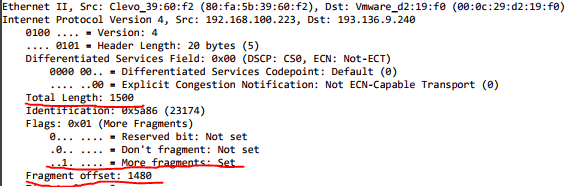 Ethernet II, Src: Clevo_39:60:f2 (80:fa:5b:39:60:f2), Dst: Vmware_d2:19:f0 (00:0c:29:d2:19:f0)
Internet Protocol Version 4, Src: 192.168.100.223, Dst: 193.136.9.240
0100 .... = Version: 4
.... 0101 = Header Length: 20 bytes (5)
Differentiated Services Field: 0x00 (DSCP: CS0, ECN: Not-ECT)
0000 00.. = Differentiated Services Codepoint: Default (0)
.... ..00 = Explicit Congestion Notification: Not ECN-Capable Transport (0)
Total Length: 1500
Identification: 0x5a86 (23174)
Flags: 0x01 (More Fragments)
0... .... = Reserved bit: Not set
.0.. .... = Don't fragment: Not set
..1. .... = More fragments: Set
Fragment offset: 1480